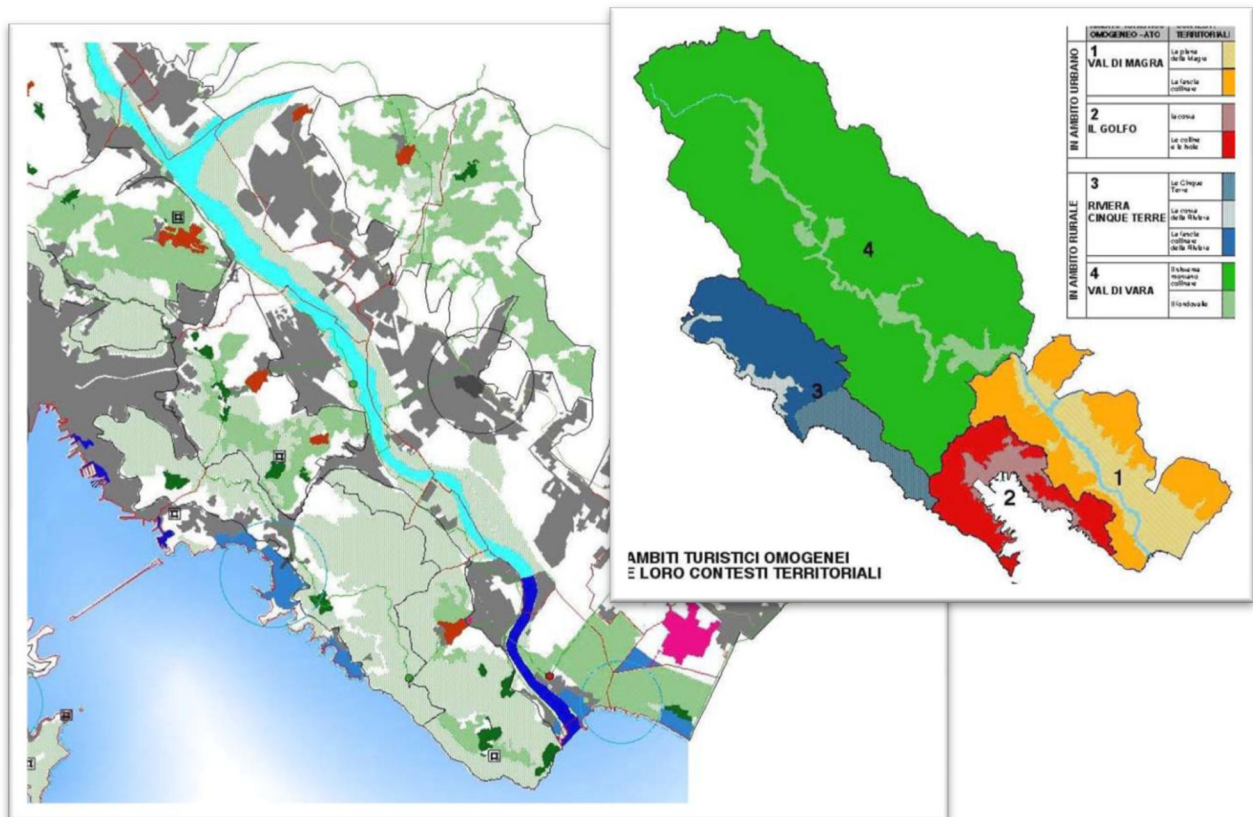 OMOGENEO –ATO
TERRITORIALI
IN AMBITO URBANO
1
VAL DI MAGRA
La piana
della Magra
La fascia
collinare
2
IL GOLFO
la costa
Le colline
e le Isole
IN AMBITO RURALE
3
RIVIERA
CINQUE TERRE
Le Cinque
Terre
La costa
della Riviera
La fascia
collinare
della Riviera
4
VAL DI VARA
montano
collinare
Il fondovalle
4
3
1
2
AMBITI TURISTICI OMOGENEI
E LORO CONTESTI TERRITORIALI